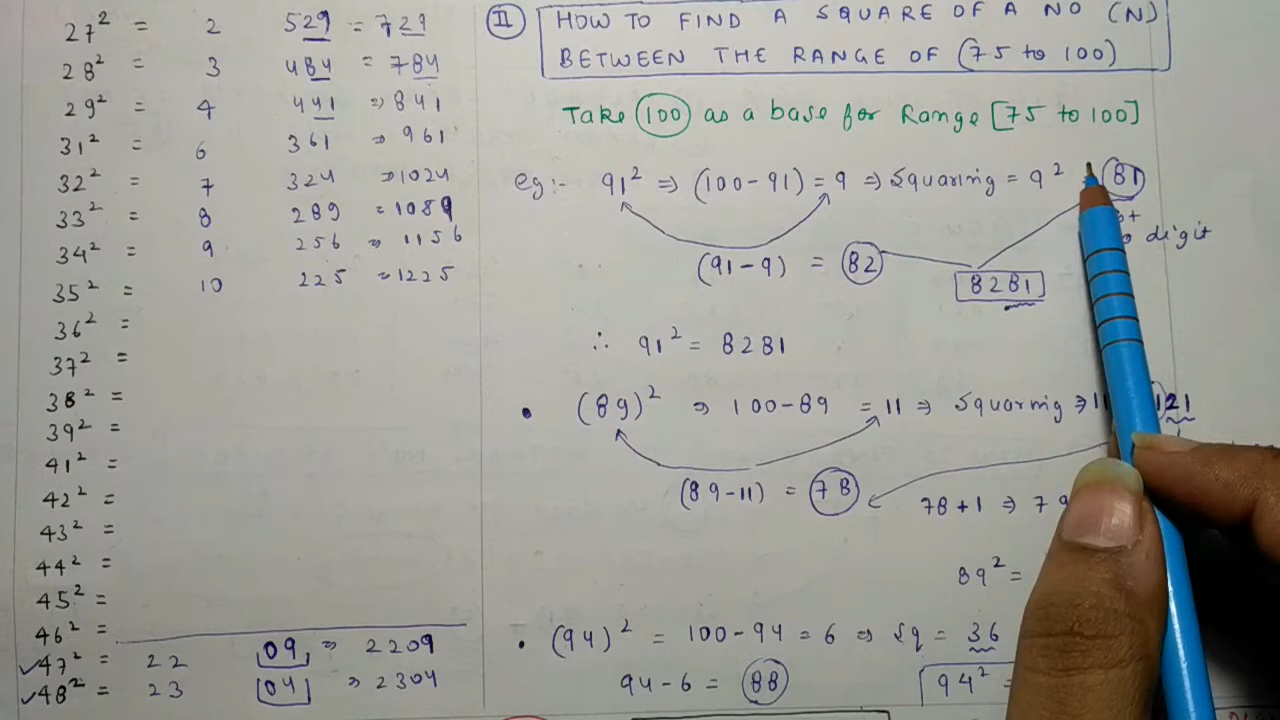 27² = 2 529 = 729
28² = 3 484 = 784
29² = 4 441 ⇒ 841
31² = 6 361 ⇒ 961
32² = 7 324 ⇒ 1024
33² = 8 289 = 1089
34² = 9 256 ⇒ 1156
35² = 10 225 = 1225
36² =
37² =
38² =
39² =
41² =
42² =
43² =
44² =
45² =
46² =
✓47² = 22 09 ⇒ 2209
✓48² = 23 04 ⇒ 2304
II HOW TO FIND A SQUARE OF A NO (N)
BETWEEN THE RANGE OF (75 to 100)
Take 100 as a base for Range [75 to 100]
eg:- 91² ⇒ (100-91) = 9 ⇒ Squaring = 9² 81
digit
(91-9) = 82
8281
∴ 91² = 8281
• (89)² ⇒ 100-89 = 11 ⇒ Squaring ⇒ 121
(89-11) = 78
78+1 ⇒ 79
89² =
• (94)² = 100-94 = 6 ⇒ Sq = 36
94-6 = 88
94² =